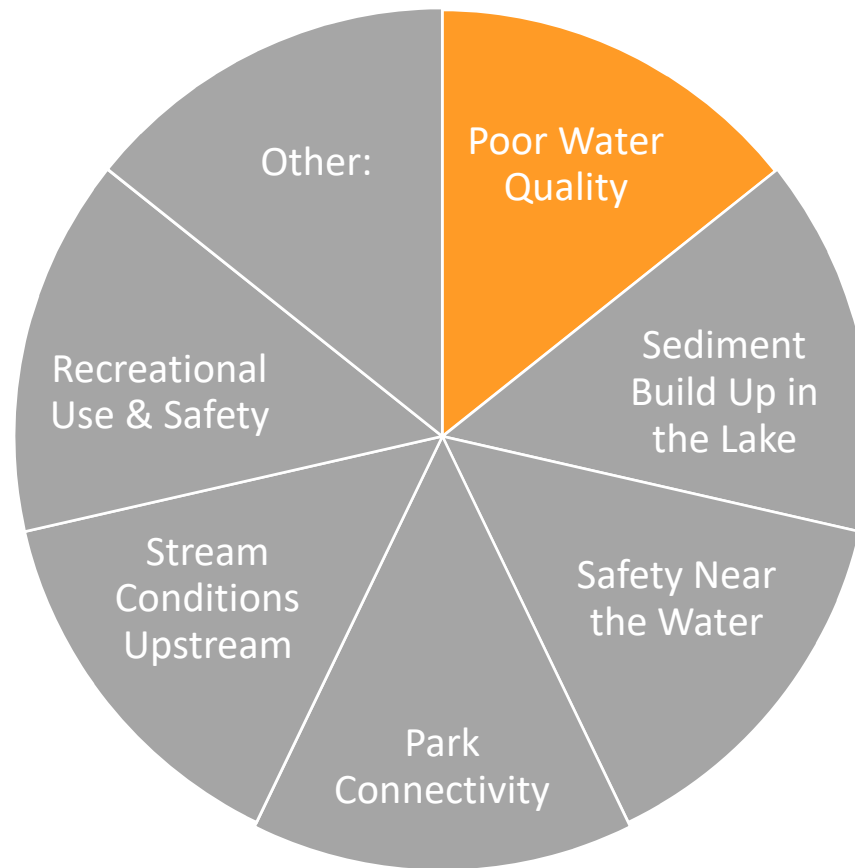 Poor Water
Quality
Sediment
Build Up in
the Lake
Safety Near
the Water
Park
Connectivity
Stream
Conditions
Upstream
Recreational
Use & Safety
Other: